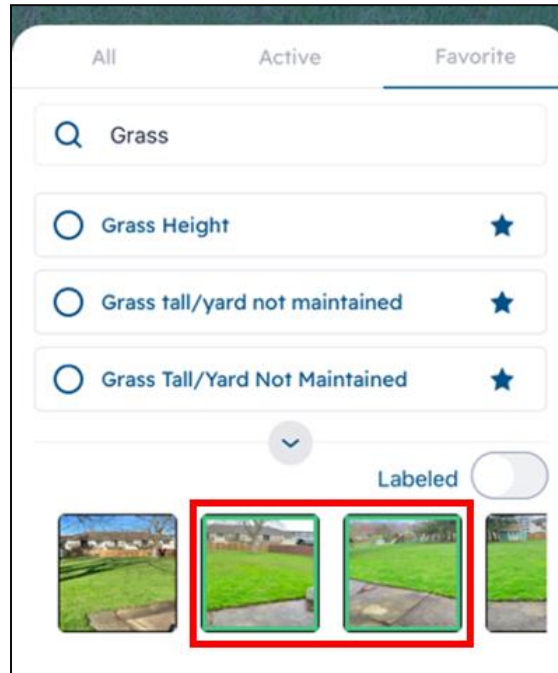 All Active Favorite
Grass
Grass Height
Grass tall/yard not maintained
Grass Tall/Yard Not Maintained
Labeled